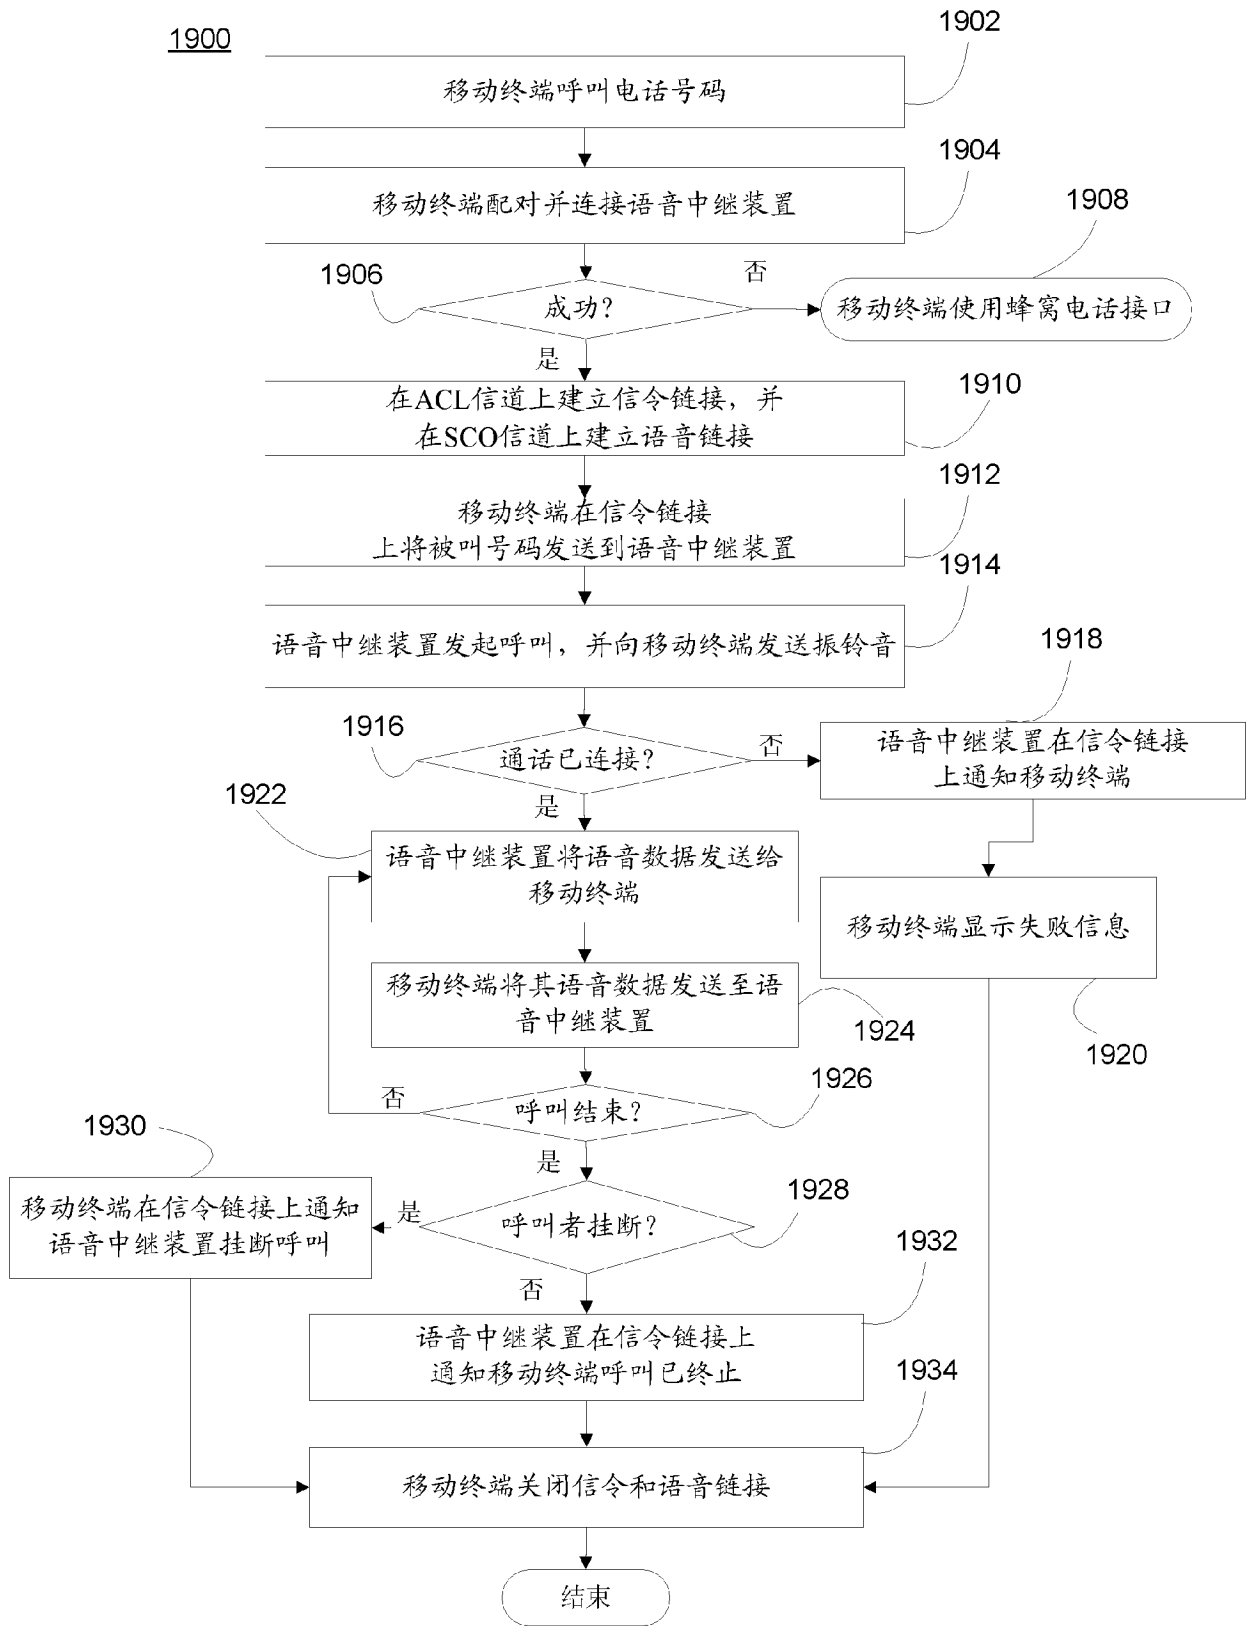 1900
1902
移动终端呼叫电话号码
1904
移动终端配对并连接语音中继装置
1908
1906
否
成功?
移动终端使用蜂窝电话接口
是
1910
在ACL信道上建立信令链接，并
在SCO信道上建立语音链接
1912
移动终端在信令链接
上将被叫号码发送到语音中继装置
1914
语音中继装置发起呼叫，并向移动终端发送振铃音
1918
1916
否
通话已连接?
语音中继装置在信令链接
上通知移动终端
是
1922
语音中继装置将语音数据发送给
移动终端
移动终端显示失败信息
移动终端将其语音数据发送至语
音中继装置
1924
1920
1926
否
呼叫结束?
1930
是
1928
移动终端在信令链接上通知
语音中继装置挂断呼叫
是
呼叫者挂断?
1932
否
语音中继装置在信令链接上
通知移动终端呼叫已终止
1934
移动终端关闭信令和语音链接
结束